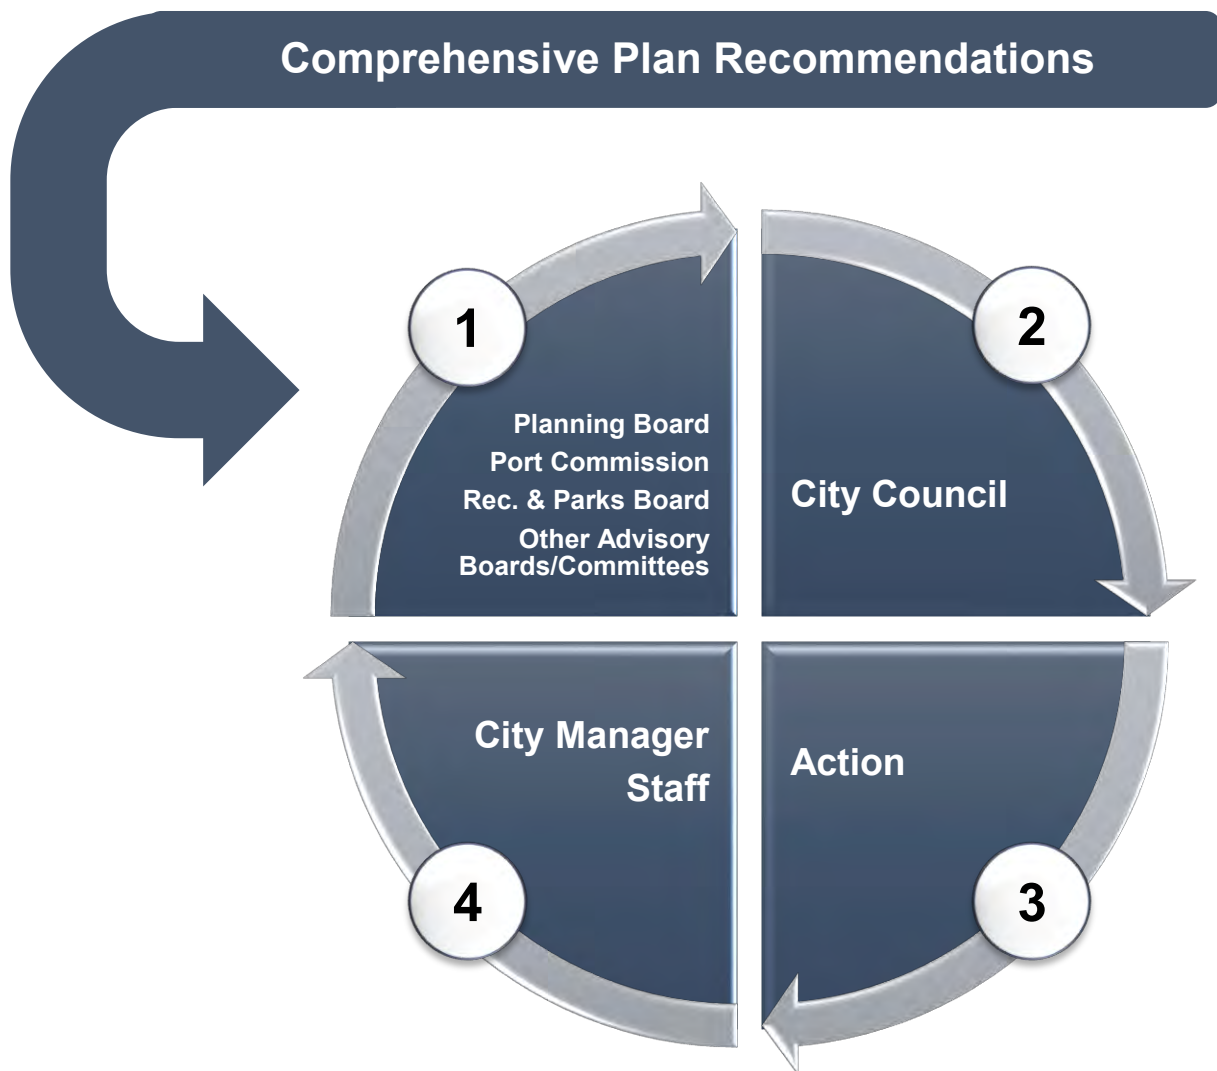 Comprehensive Plan Recommendations
1
Planning Board
Port Commission
Rec. & Parks Board
Other Advisory
Boards/Committees
2
City Council
3
Action
4
City Manager
Staff